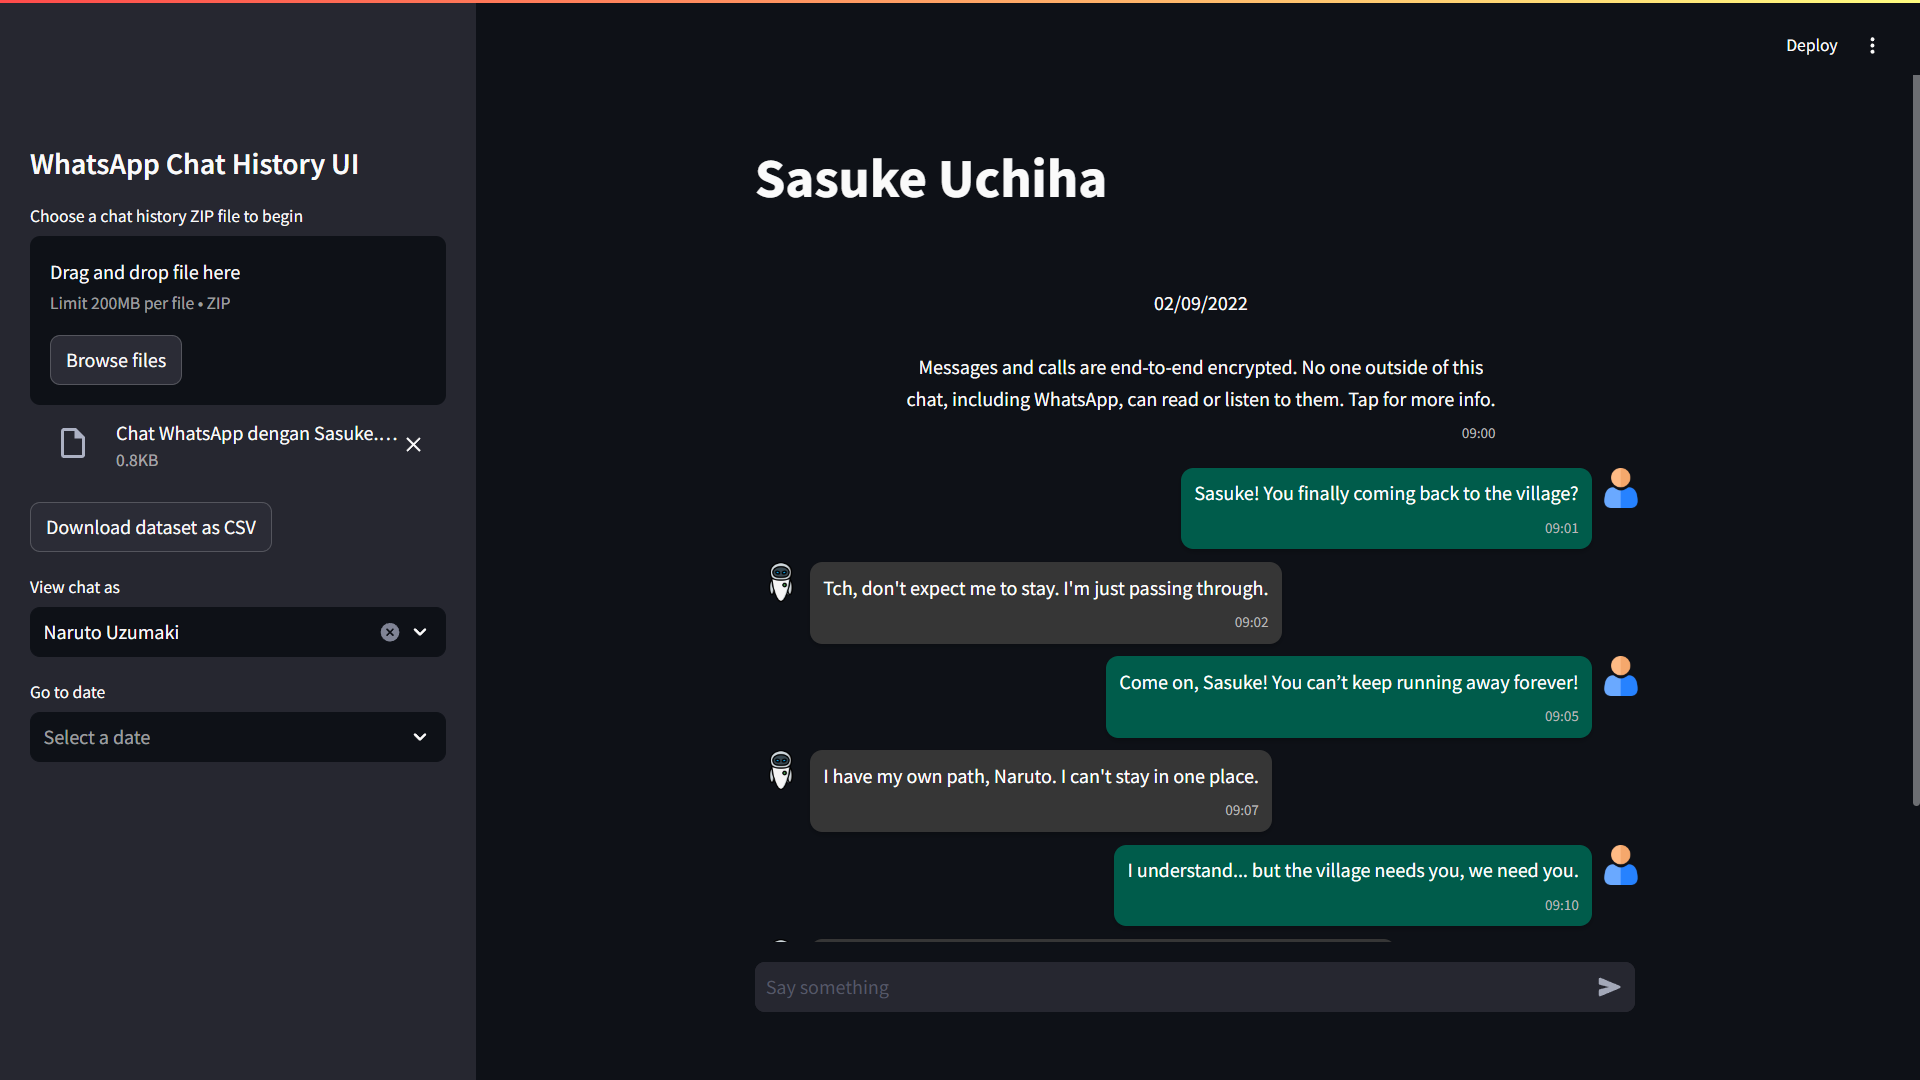 Deploy
WhatsApp Chat History UI
Choose a chat history ZIP file to begin
Drag and drop file here
Limit 200MB per file • ZIP
Browse files
Chat WhatsApp dengan Sasuke....
0.8KB
Download dataset as CSV
View chat as
Naruto Uzumaki
Go to date
Select a date
Sasuke Uchiha
02/09/2022
Messages and calls are end-to-end encrypted. No one outside of this
chat, including WhatsApp, can read or listen to them. Tap for more info.
09:00
Sasuke! You finally coming back to the village?
09:01
Tch, don't expect me to stay. I'm just passing through.
09:02
Come on, Sasuke! You can’t keep running away forever!
09:05
I have my own path, Naruto. I can't stay in one place.
09:07
I understand... but the village needs you, we need you.
09:10
Say something